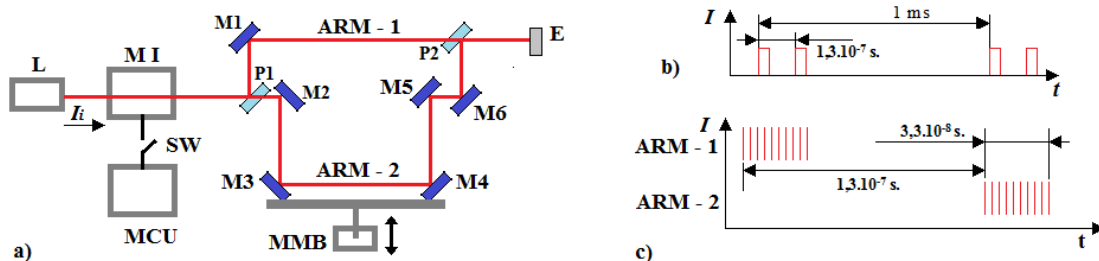 L
M I
I i
SW
MCU
a)
M1
ARM - 1
P2
E
P1
M2
M5
M6
M3
ARM - 2
M4
MMB
b)
I
1 ms
1,3.10-7 s.
t
c)
I
ARM - 1
3,3.10-8 s.
1,3.10-7 s.
ARM - 2
t